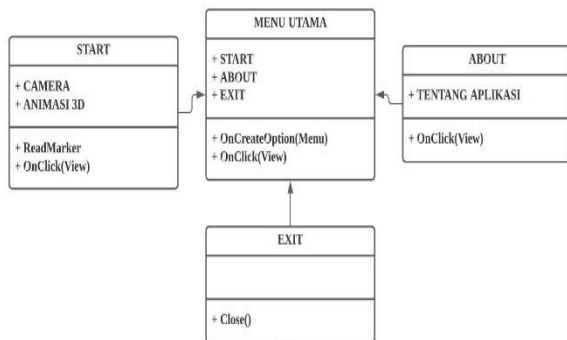 START
+ CAMERA
+ ANIMASI 3D
+ ReadMarker
+ OnClick(View)
MENU UTAMA
+ START
+ ABOUT
+ EXIT
+ OnCreateOption(Menu)
+ OnClick(View)
ABOUT
+ TENTANG APLIKASI
+ OnClick(View)
EXIT
+ Close()